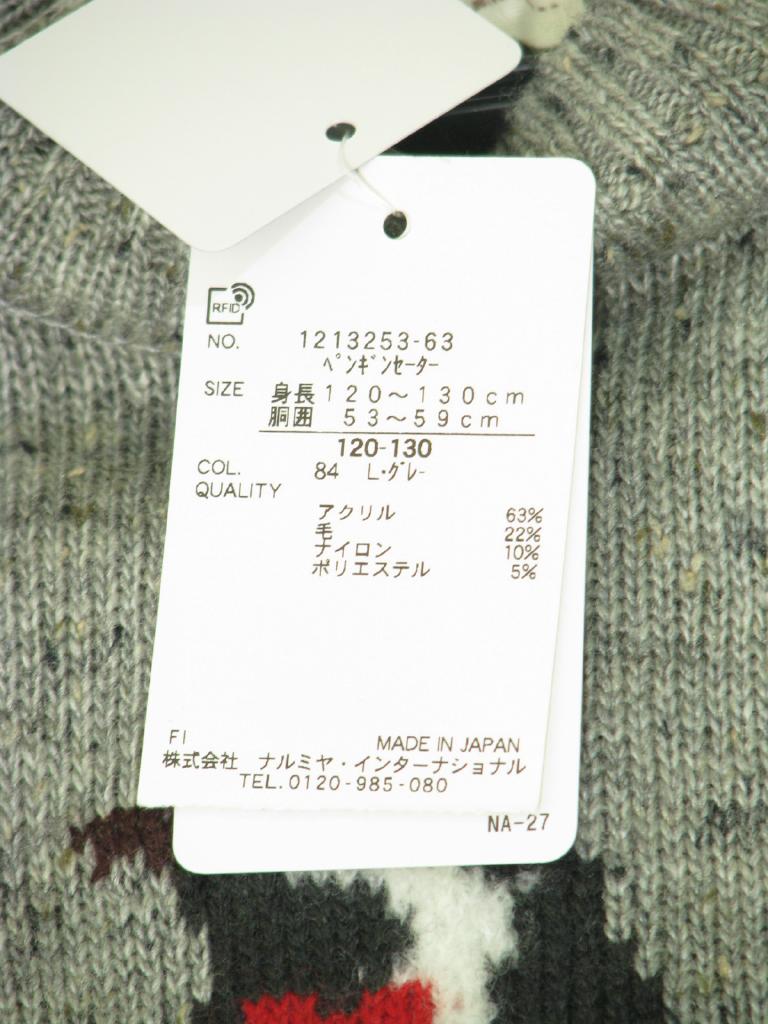 RFID
NO. 1213253-63
ペンギンセーター
SIZE 身長120～130cm
胴囲 53～59cm
120-130
COL. 84 L・グレー
QUALITY
アクリル 63%
毛 22%
ナイロン 10%
ポリエステル 5%
FI MADE IN JAPAN
株式会社 ナルミヤ・インターナショナル
TEL.0120-985-080
NA-27